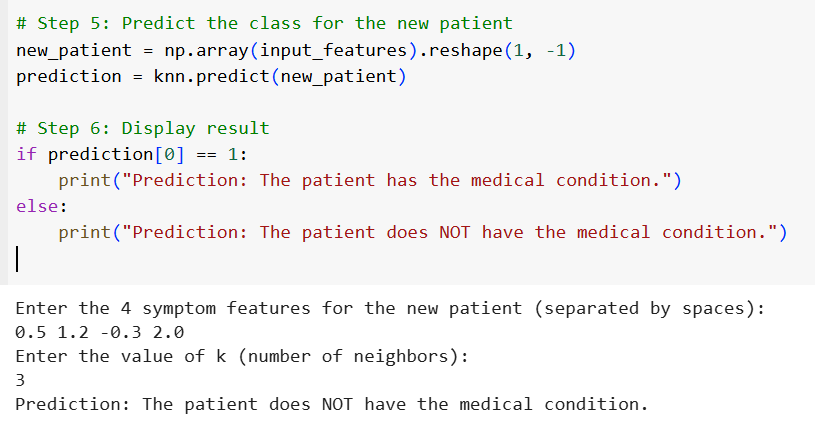 # Step 5: Predict the class for the new patient
new_patient = np.array(input_features).reshape(1, -1)
prediction = knn.predict(new_patient)
# Step 6: Display result
if prediction[0] == 1:
    print("Prediction: The patient has the medical condition.")
else:
    print("Prediction: The patient does NOT have the medical condition.")
Enter the 4 symptom features for the new patient (separated by spaces):
0.5 1.2 -0.3 2.0
Enter the value of k (number of neighbors):
3
Prediction: The patient does NOT have the medical condition.